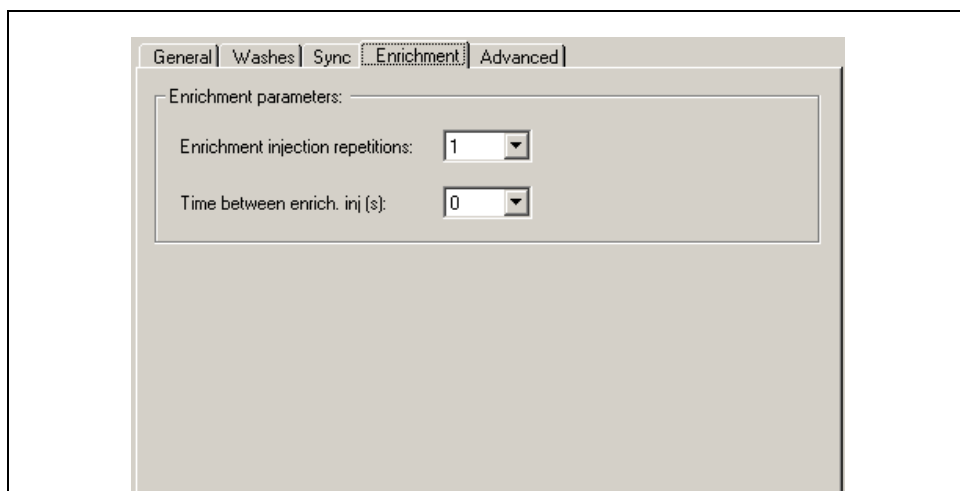 General Washes Sync Enrichment Advanced
Enrichment parameters:
Enrichment injection repetitions: 1
Time between enrich. inj (s): 0